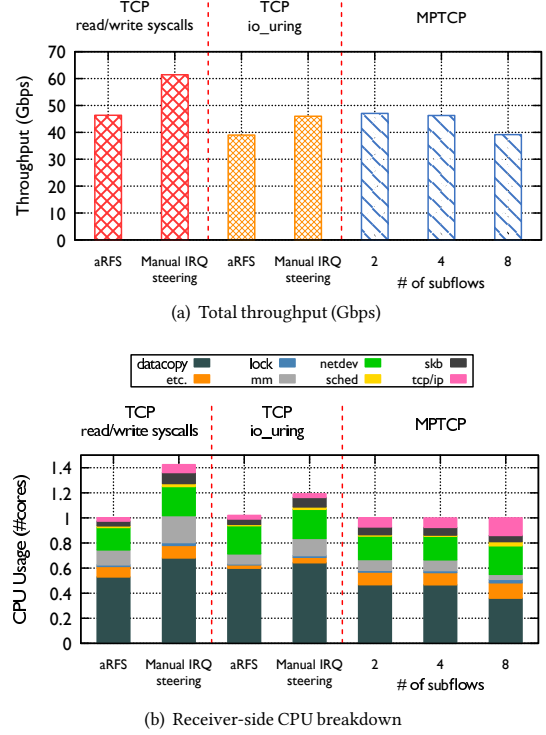 TCP
read/write syscalls
TCP
io_uring
MPTCP
Throughput (Gbps)
70
60
50
40
30
20
10
0
aRFS
Manual IRQ
steering
aRFS
Manual IRQ
steering
2
4
8
# of subflows
(a) Total throughput (Gbps)
datacopy
lock
netdev
skb
etc.
mm
sched
tcp/ip
TCP
read/write syscalls
TCP
io_uring
MPTCP
CPU Usage (#cores)
1.4
1.2
1
0.8
0.6
0.4
0.2
0
aRFS
Manual IRQ
steering
aRFS
Manual IRQ
steering
2
4
8
# of subflows
(b) Receiver-side CPU breakdown